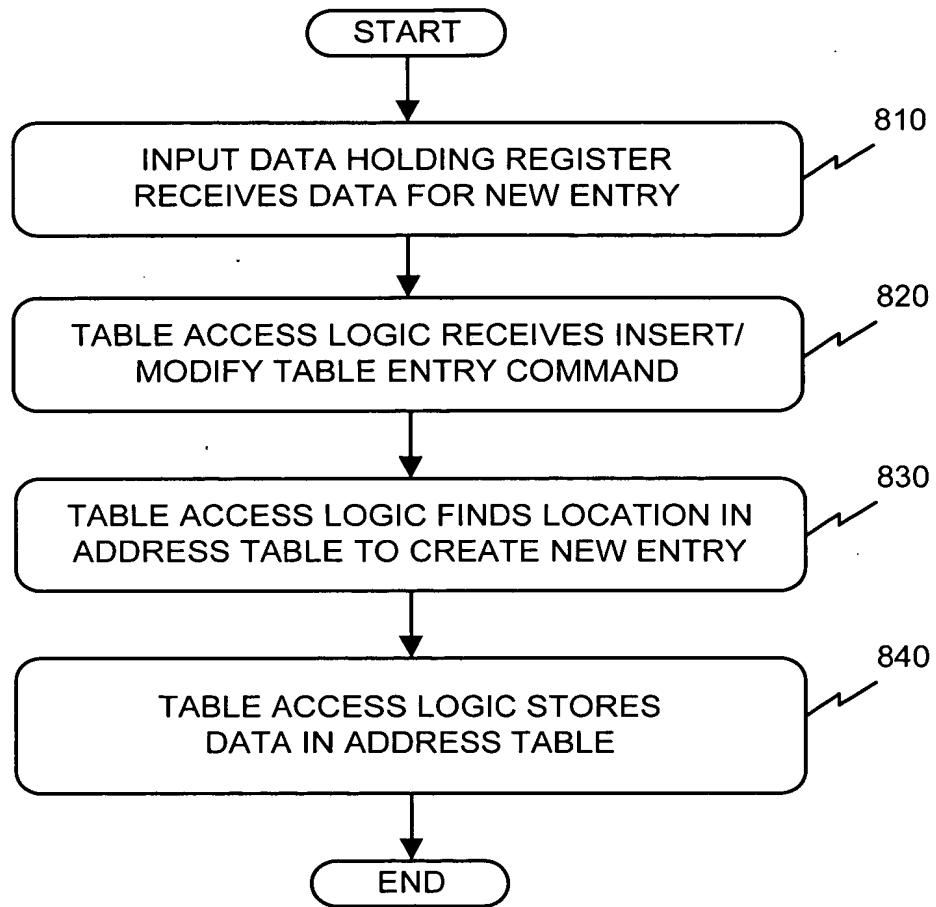 START
810
INPUT DATA HOLDING REGISTER
RECEIVES DATA FOR NEW ENTRY
820
TABLE ACCESS LOGIC RECEIVES INSERT/
MODIFY TABLE ENTRY COMMAND
830
TABLE ACCESS LOGIC FINDS LOCATION IN
ADDRESS TABLE TO CREATE NEW ENTRY
840
TABLE ACCESS LOGIC STORES
DATA IN ADDRESS TABLE
END